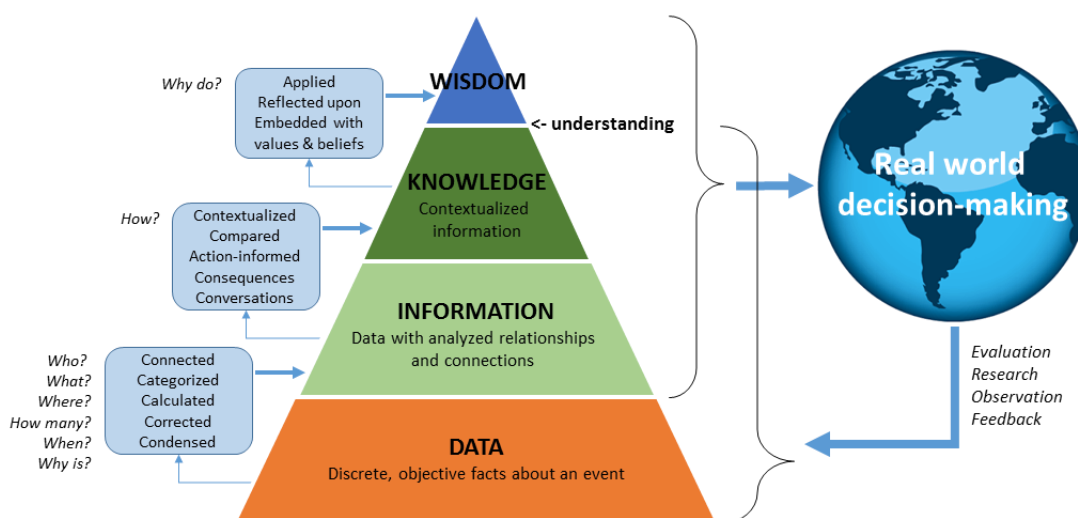 WISDOM
<- understanding
KNOWLEDGE
Contextualized
information
INFORMATION
Data with analyzed relationships
and connections
DATA
Discrete, objective facts about an event
Why do?
Applied
Reflected upon
Embedded with
values & beliefs
How?
Contextualized
Compared
Action-informed
Consequences
Conversations
Who?
What?
Where?
How many?
When?
Why is?
Connected
Categorized
Calculated
Corrected
Condensed
Real world
decision-making
Evaluation
Research
Observation
Feedback